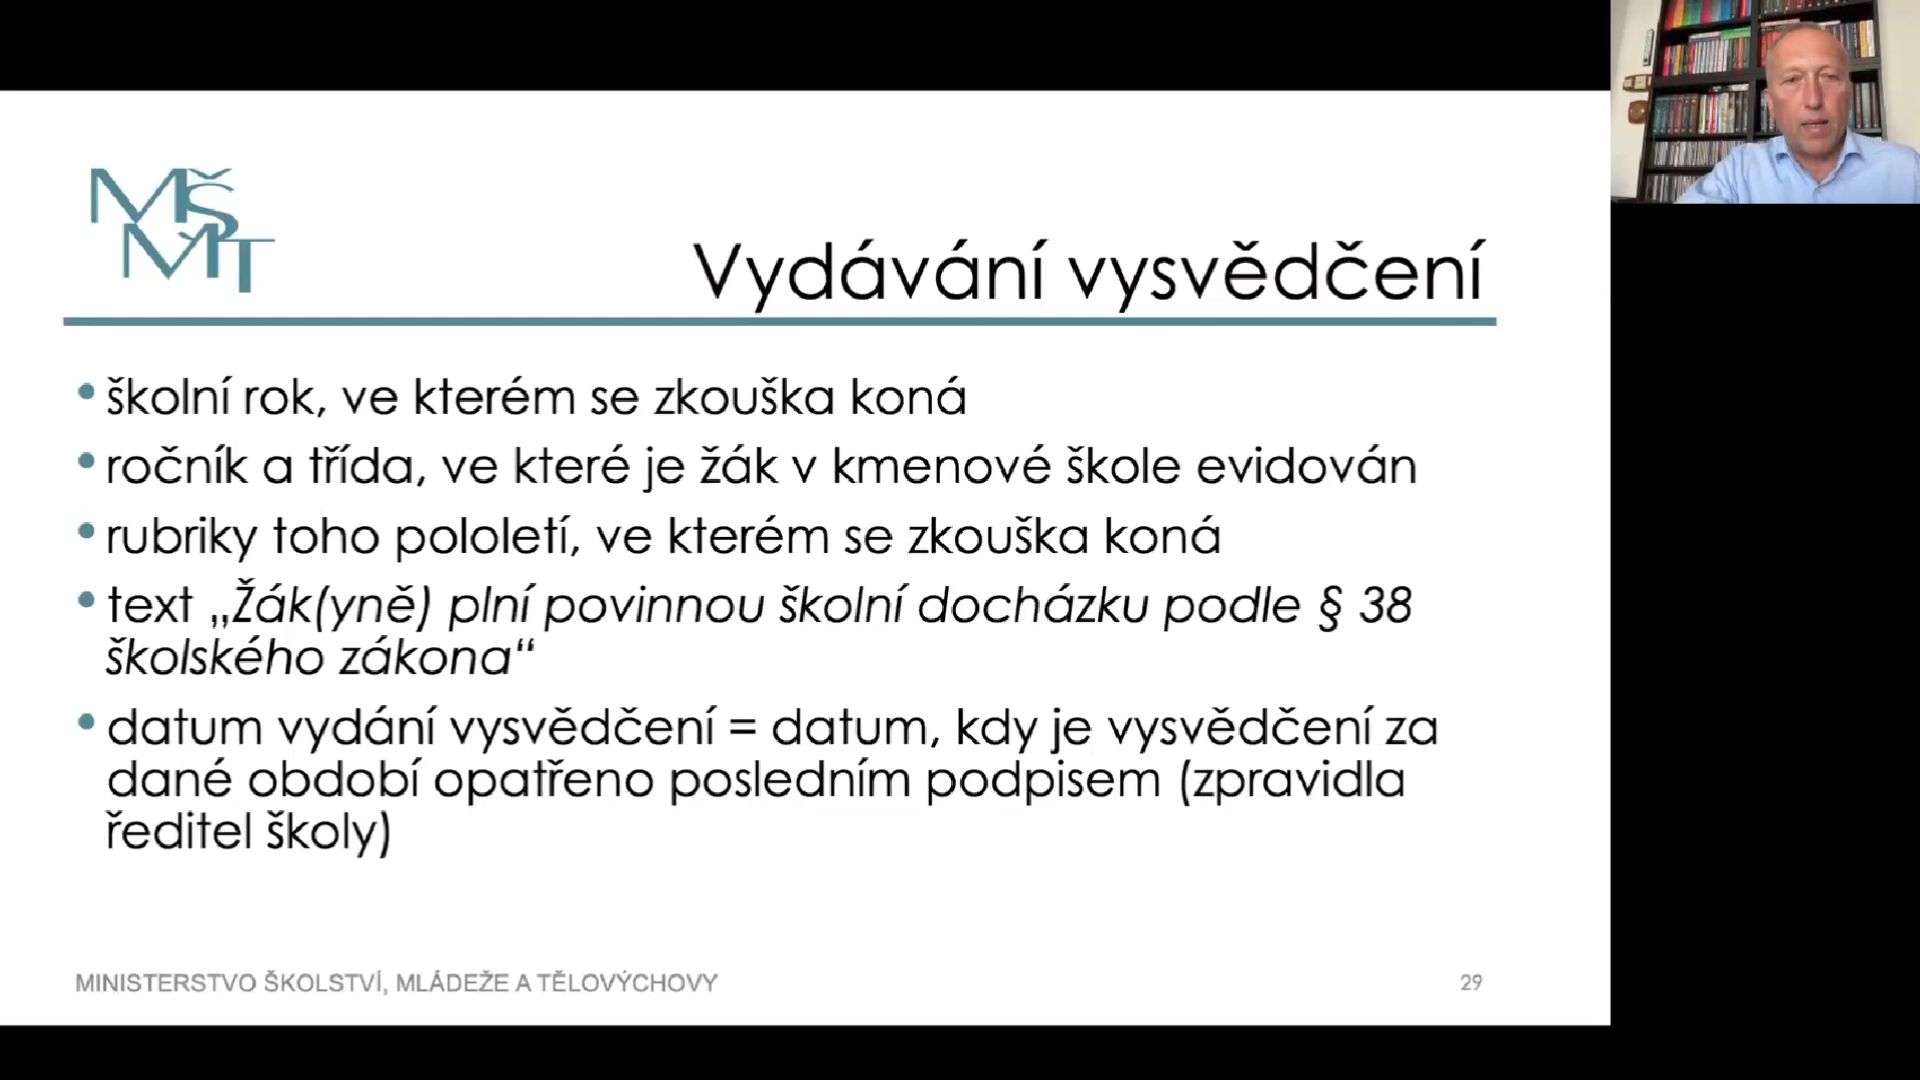 MŠ
MT
Vydávání vysvědčení
• školní rok, ve kterém se zkouška koná
• ročník a třída, ve které je žák v kmenové škole evidován
• rubriky toho pololetí, ve kterém se zkouška koná
• text „Žák(yně) plní povinnou školní docházku podle § 38
školského zákona“
• datum vydání vysvědčení = datum, kdy je vysvědčení za
dané období opatřeno posledním podpisem (zpravidla
ředitel školy)
MINISTERSTVO ŠKOLSTVÍ, MLÁDEŽE A TĚLOVÝCHOVY
29